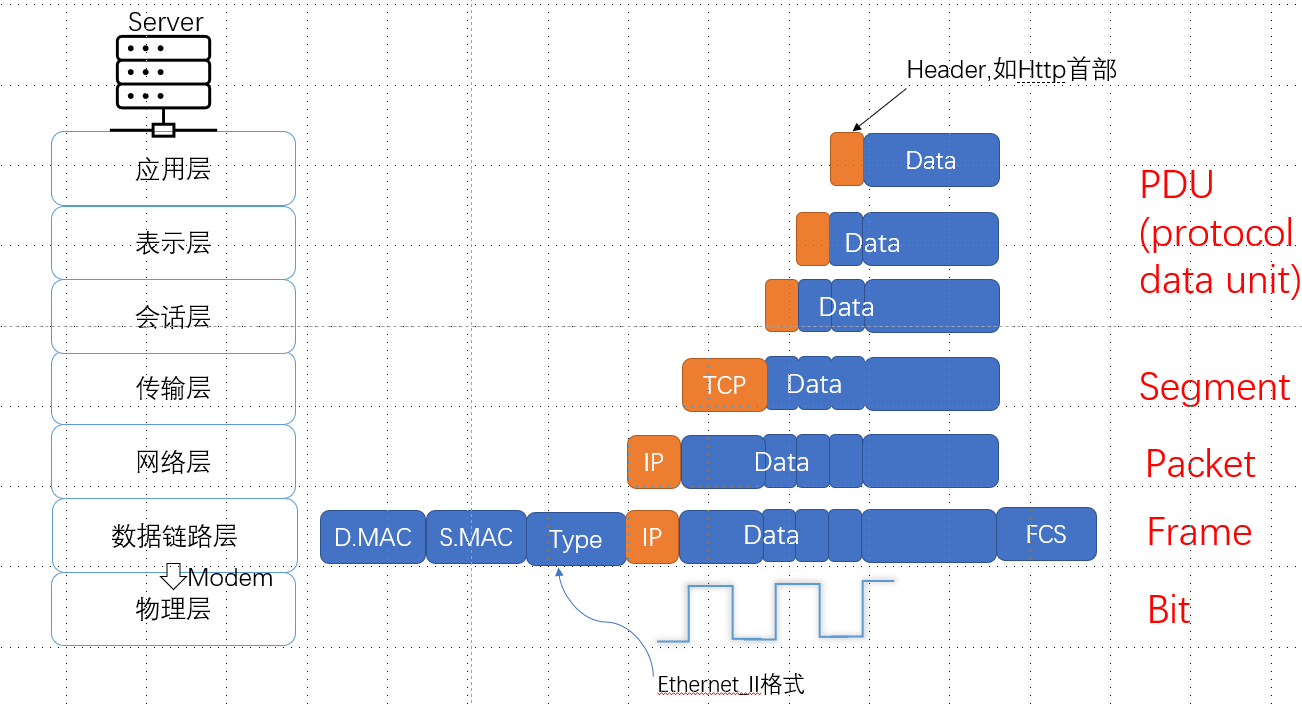 Server
Header,如Http首部
应用层
Data
PDU
(protocol
data unit)
表示层
Data
会话层
Data
传输层
TCP
Data
Segment
网络层
IP
Data
Packet
数据链路层
D.MAC
S.MAC
Type
IP
Data
FCS
Frame
Modem
物理层
Bit
Ethernet_II格式